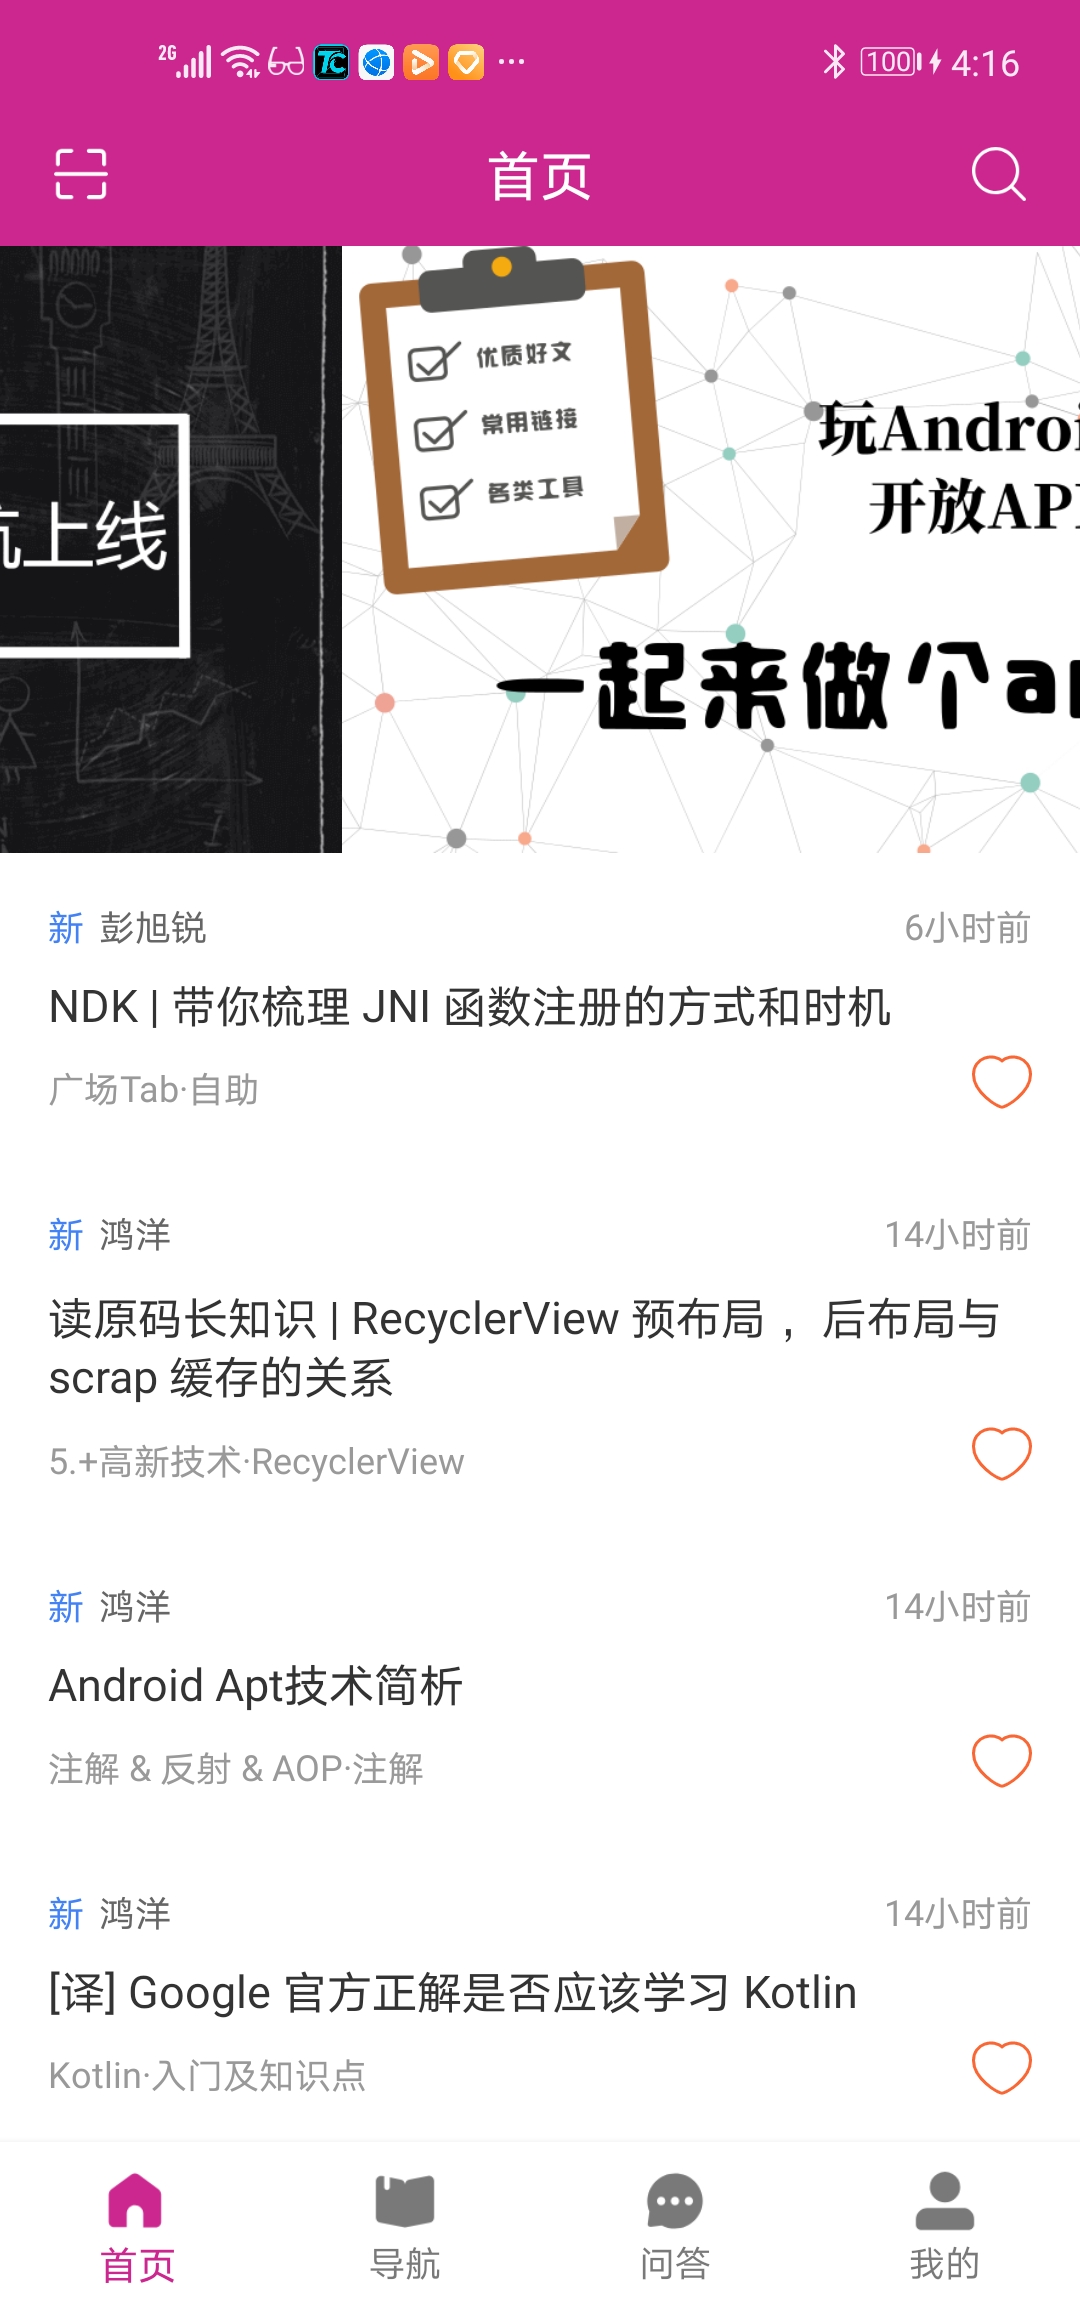 2G 100 4:16
首页
上线
优质好文
常用链接
各类工具
玩Androi
开放AP
一起来做个a
新 彭旭锐 6小时前
NDK | 带你梳理 JNI 函数注册的方式和时机
广场Tab·自助
新 鸿洋 14小时前
读原码长知识 | RecyclerView 预布局 ，后布局与
scrap 缓存的关系
5.+高新技术·RecyclerView
新 鸿洋 14小时前
Android Apt技术简析
注解 & 反射 & AOP·注解
新 鸿洋 14小时前
[译] Google 官方正解是否应该学习 Kotlin
Kotlin·入门及知识点
首页 导航 问答 我的